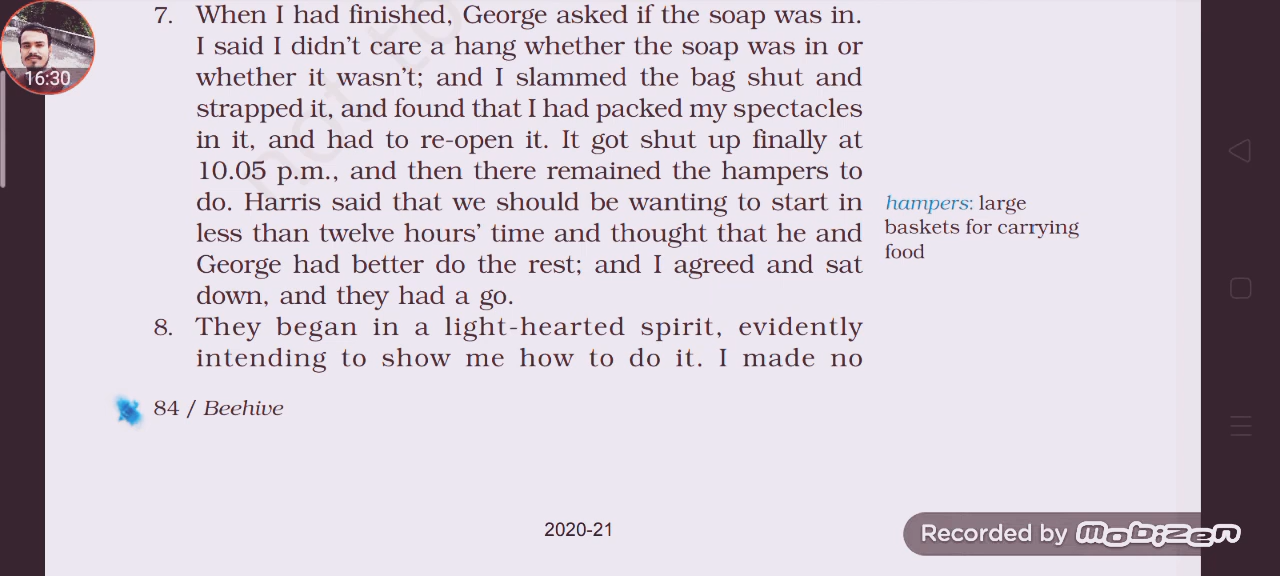 7. When I had finished, George asked if the soap was in.
I said I didn't care a hang whether the soap was in or
whether it wasn't; and I slammed the bag shut and
strapped it, and found that I had packed my spectacles
in it, and had to re-open it. It got shut up finally at
10.05 p.m., and then there remained the hampers to
do. Harris said that we should be wanting to start in
less than twelve hours' time and thought that he and
George had better do the rest; and I agreed and sat
down, and they had a go.
8. They began in a light-hearted spirit, evidently
intending to show me how to do it. I made no
hampers: large
baskets for carrying
food
84 / Beehive
2020-21
16:30
Recorded by mobizen